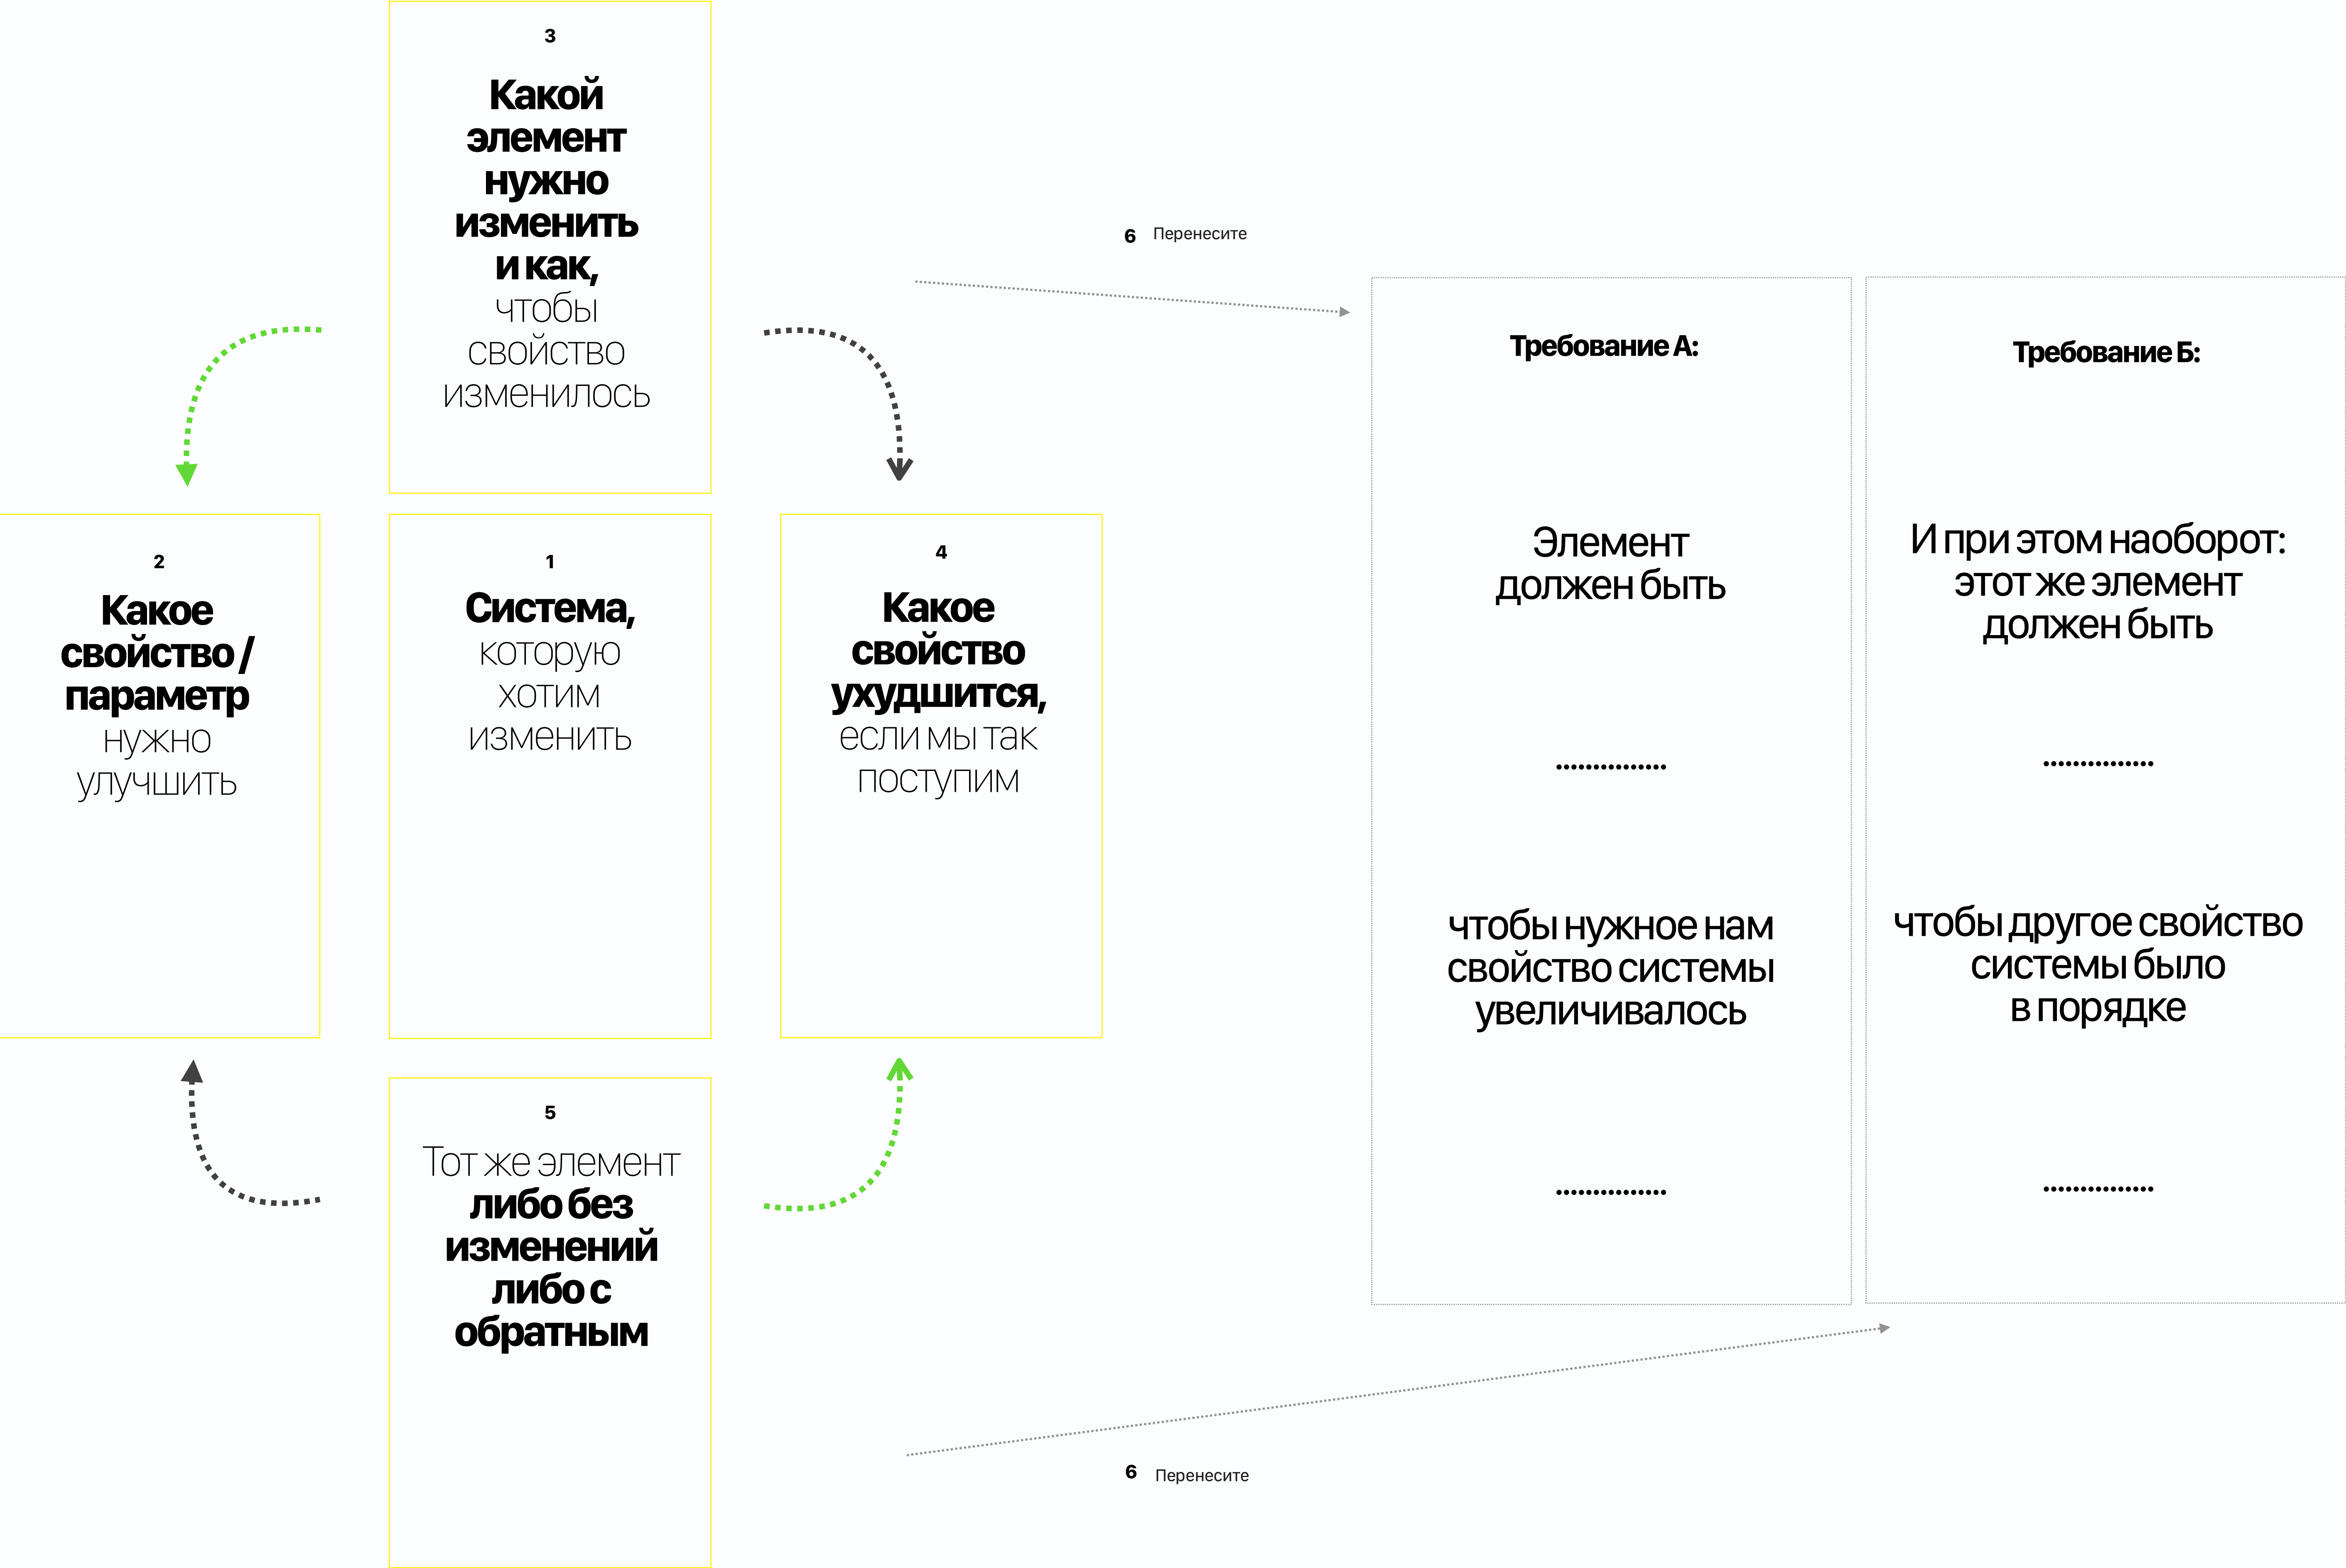 3
Какой
элемент
нужно
изменить
и как,
чтобы
свойство
изменилось
2
Какое
свойство /
параметр
нужно
улучшить
1
Система,
которую
хотим
изменить
4
Какое
свойство
ухудшится,
если мы так
поступим
5
Тот же элемент
либо без
изменений
либо с
обратным
6 Перенесите
Требование А:
Элемент
должен быть
...............
чтобы нужное нам
свойство системы
увеличивалось
...............
Требование Б:
И при этом наоборот:
этот же элемент
должен быть
...............
чтобы другое свойство
системы было
в порядке
...............
6 Перенесите